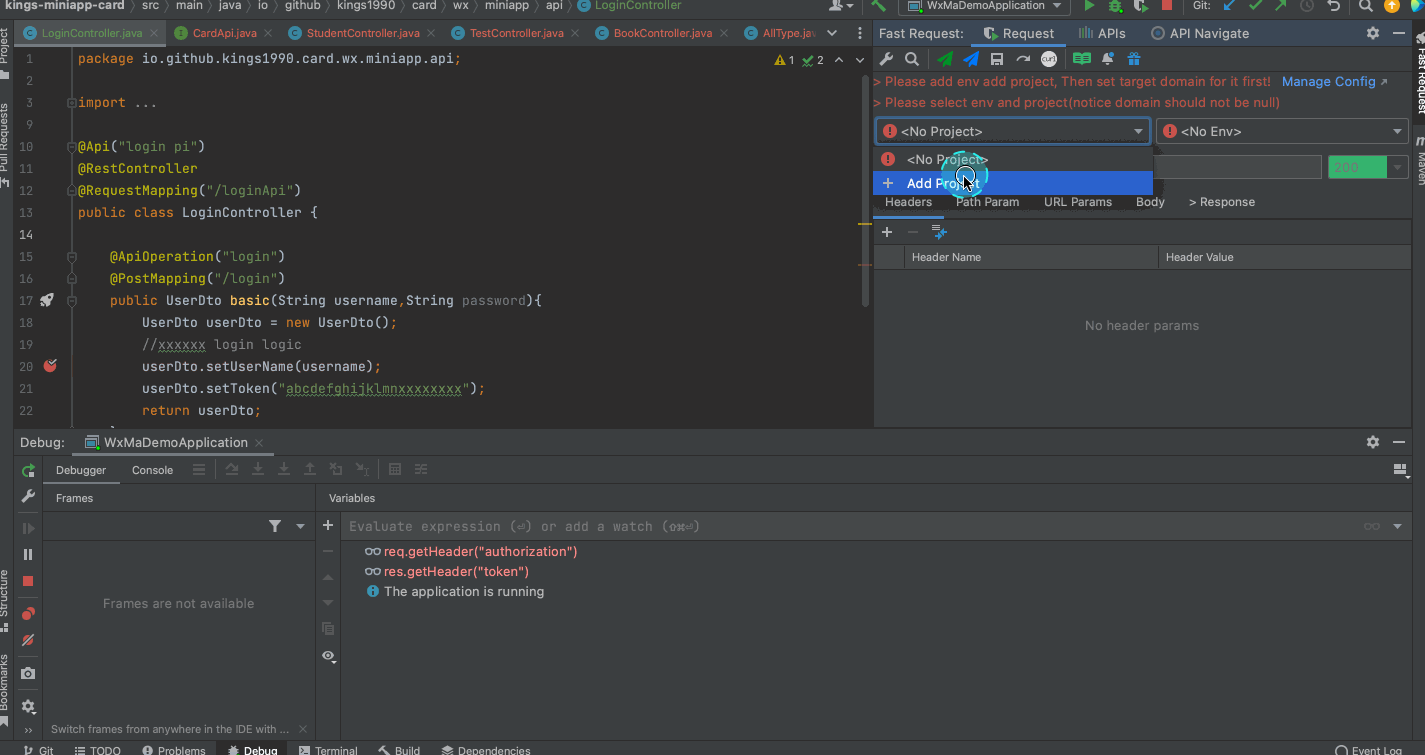 kings-miniapp-card › src › main › java › io › github › kings1990 › card › wx › miniapp › api › LoginController
WxMaDemoApplication
Git:
LoginController.java
CardApi.java
StudentController.java
TestController.java
BookController.java
AllType.jav
Project
Pull Requests
Structure
Bookmarks
1 package io.github.kings1990.card.wx.miniapp.api;
1
2
2
3 import ...
9
10 @Api("login pi")
11 @RestController
12 @RequestMapping("/loginApi")
13 public class LoginController {
14
15 @ApiOperation("login")
16 @PostMapping("/login")
17 public UserDto basic(String username,String password){
18 UserDto userDto = new UserDto();
19 //xxxxxx login logic
20 userDto.setUserName(username);
21 userDto.setToken("abcdefghijklmnxxxxxxxx");
22 return userDto;
Fast Request:
Request
APIs
API Navigate
curl
> Please add env add project, Then set target domain for it first! Manage Config
> Please select env and project(notice domain should not be null)
<No Project>
<No Env>
<No Project>
Add Project
200
Headers
Path Param
URL Params
Body
> Response
Header Name
Header Value
No header params
Fast Request
Maven
Debug:
WxMaDemoApplication
Debugger
Console
Frames
Variables
Evaluate expression (⏎) or add a watch (⇧⌘⏎)
req.getHeader("authorization")
res.getHeader("token")
The application is running
Frames are not available
Switch frames from anywhere in the IDE with ...
Git
TODO
Problems
Debug
Terminal
Build
Dependencies
Event Log